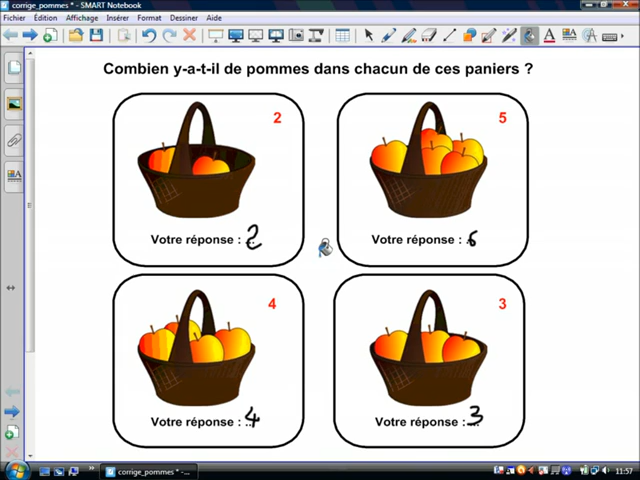 corrige_pommes * - SMART Notebook
Fichier Édition Affichage Insérer Format Dessiner Aide
Combien y-a-t-il de pommes dans chacun de ces paniers ?
2
Votre réponse : 2
5
Votre réponse : 6
4
Votre réponse : 4
3
Votre réponse : 3
corrige_pommes * -...
11:57